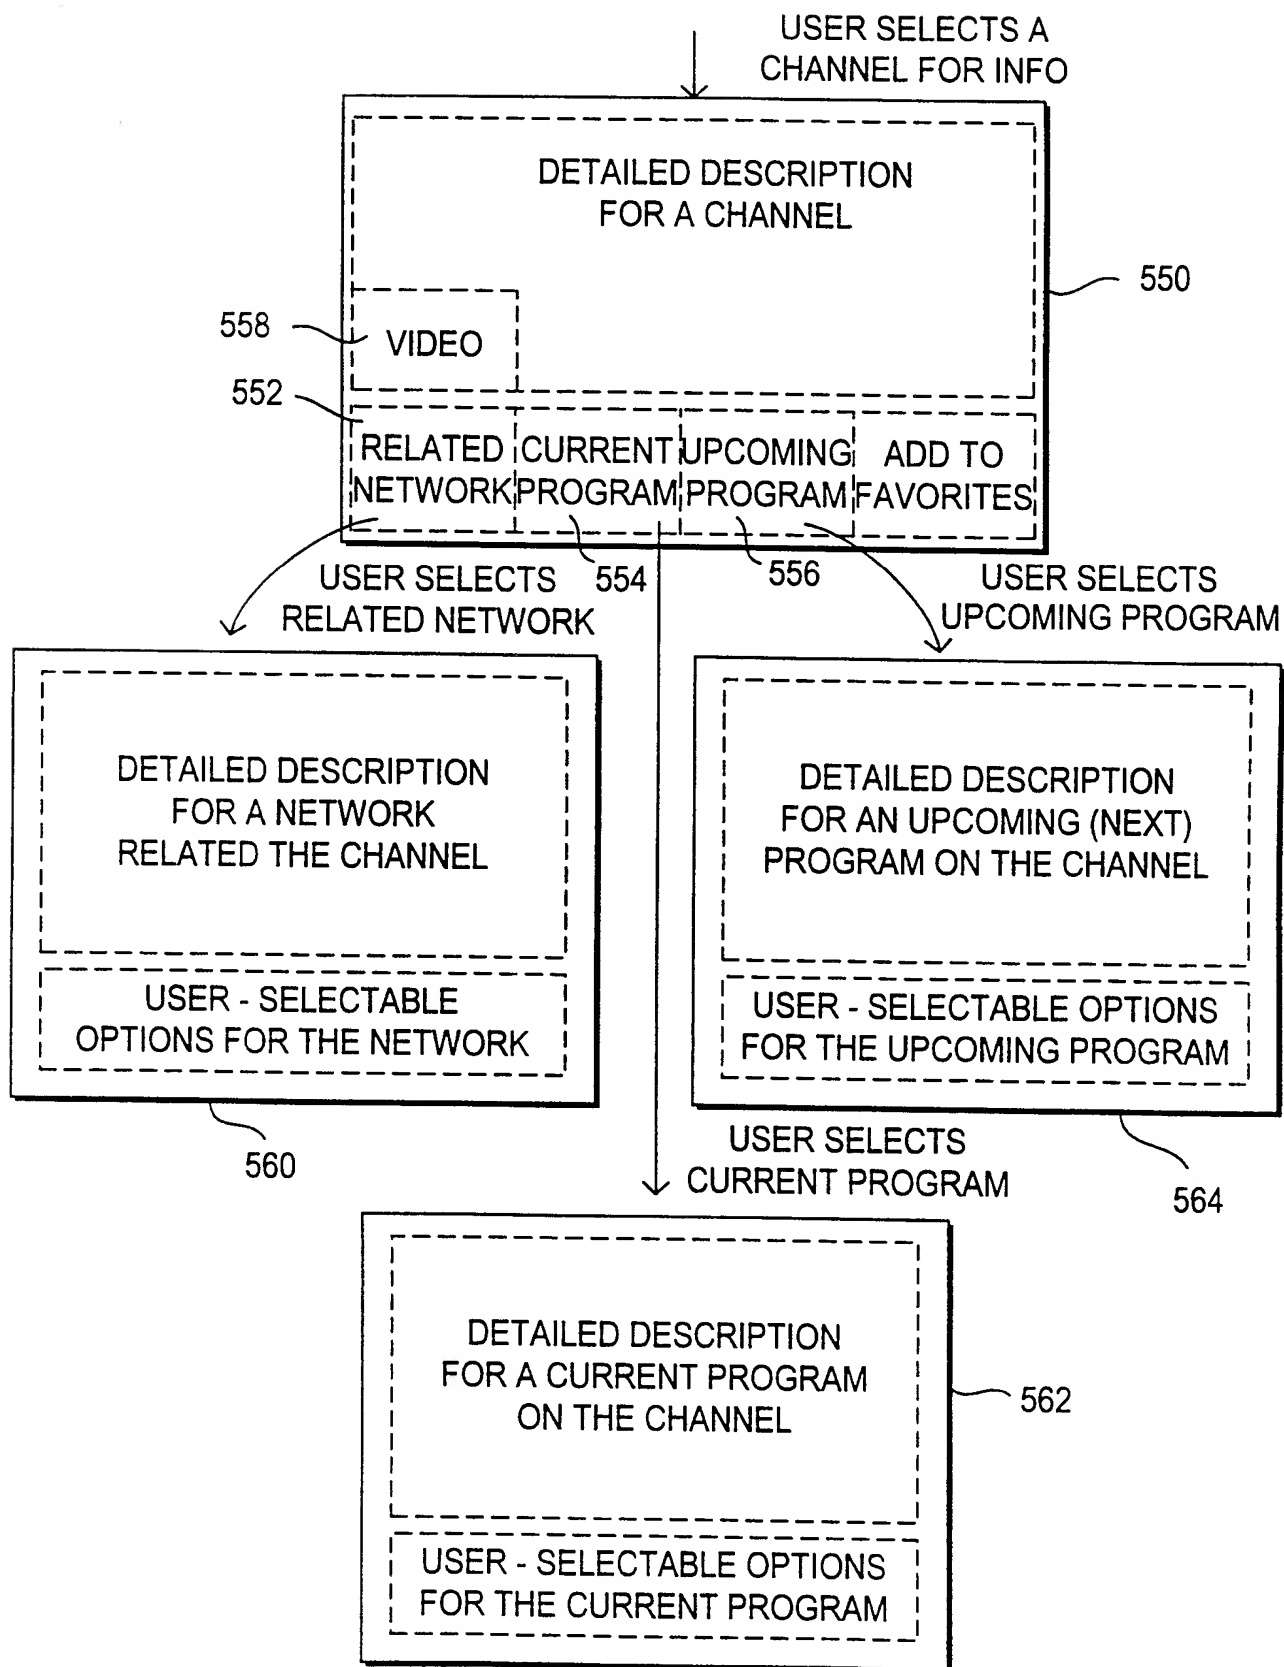 USER SELECTS A
CHANNEL FOR INFO
DETAILED DESCRIPTION
FOR A CHANNEL
550
558
VIDEO
552
RELATED
NETWORK
CURRENT
PROGRAM
UPCOMING
PROGRAM
ADD TO
FAVORITES
554
556
USER SELECTS
RELATED NETWORK
USER SELECTS
UPCOMING PROGRAM
DETAILED DESCRIPTION
FOR A NETWORK
RELATED THE CHANNEL
USER - SELECTABLE
OPTIONS FOR THE NETWORK
560
DETAILED DESCRIPTION
FOR AN UPCOMING (NEXT)
PROGRAM ON THE CHANNEL
USER - SELECTABLE OPTIONS
FOR THE UPCOMING PROGRAM
564
USER SELECTS
CURRENT PROGRAM
DETAILED DESCRIPTION
FOR A CURRENT PROGRAM
ON THE CHANNEL
562
USER - SELECTABLE OPTIONS
FOR THE CURRENT PROGRAM